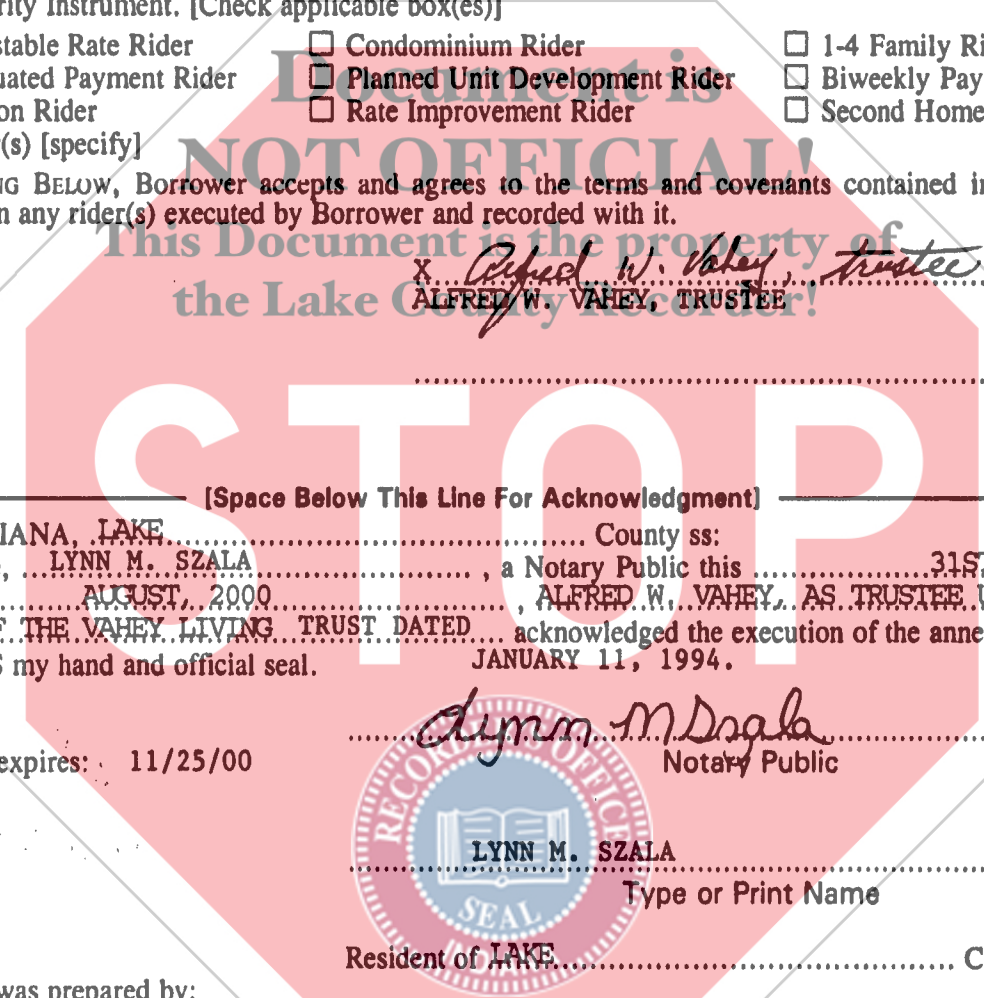 rity Instrument. [Check applicable box(es)]
stable Rate Rider ☐ Condominium Rider ☐ 1-4 Family Ri
uated Payment Rider ☐ Planned Unit Development Rider ☐ Biweekly Pay
on Rider ☐ Rate Improvement Rider ☐ Second Home
(s) [specify]
Document is
NOT OFFICIAL!
This Document is the property of
the Lake County Recorder!
NG BELOW, Borrower accepts and agrees to the terms and covenants contained in
n any rider(s) executed by Borrower and recorded with it.
X Alfred W. Vahey, trustee
ALFRED W. VAHEY, TRUSTEE
STOP
[Space Below This Line For Acknowledgment]
IANA, LAKE County ss:
, LYNN M. SZALA , a Notary Public this 31S
AUGUST, 2000 , ALFRED W. VAHEY, AS TRUSTEE U
F THE VAHEY LIVING TRUST DATED acknowledged the execution of the anne
S my hand and official seal. JANUARY 11, 1994.
Lynn M Szala
expires: 11/25/00 Notary Public
RECORDER'S OFFICE
SEAL
LYNN M. SZALA
Type or Print Name
Resident of LAKE C
was prepared by: